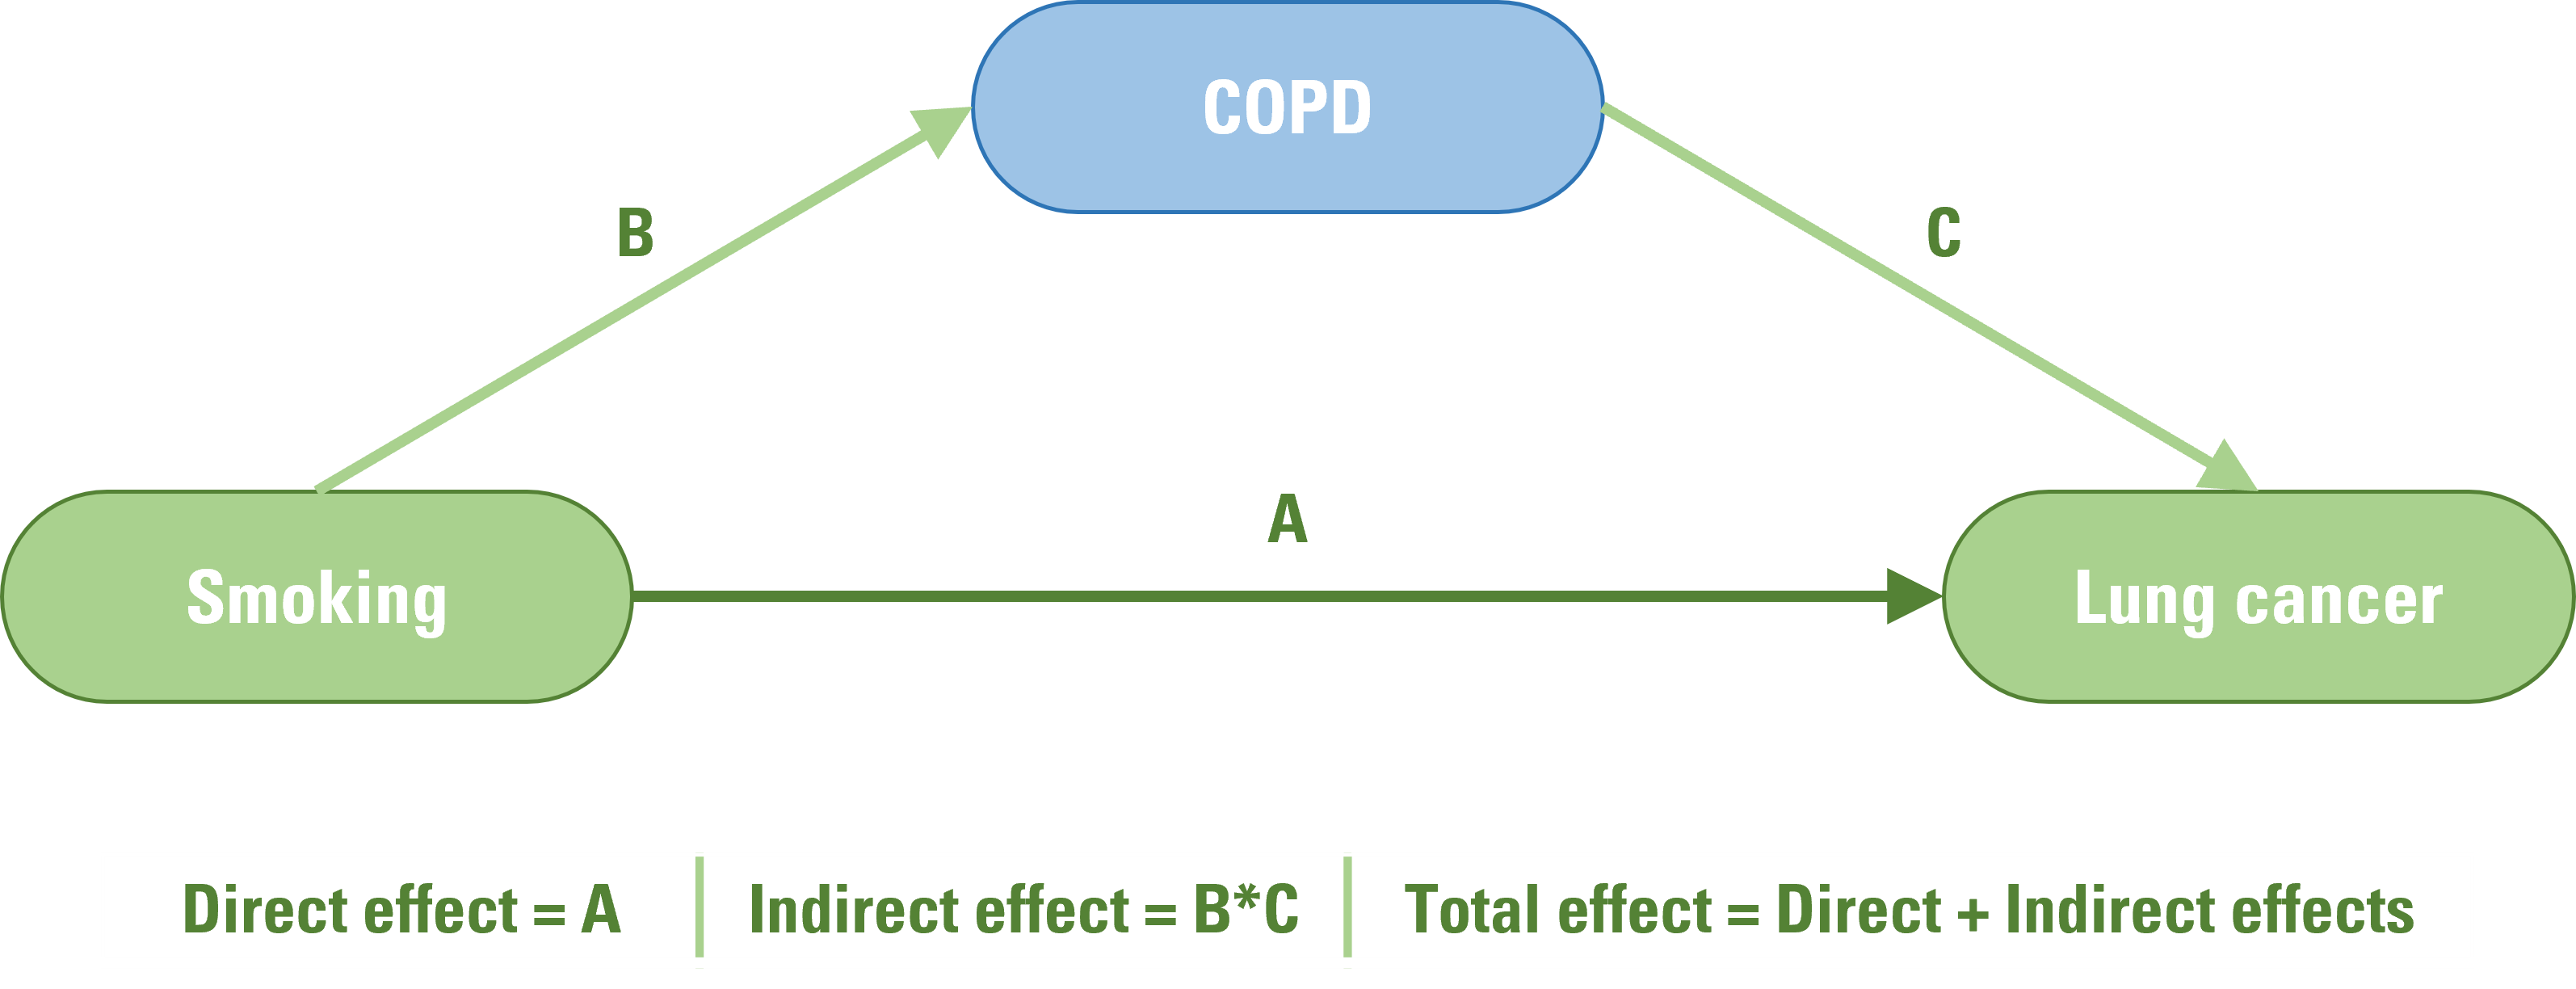 COPD
B
C
A
Smoking
Lung cancer
Direct effect = A
Indirect effect = B*C
Total effect = Direct + Indirect effects